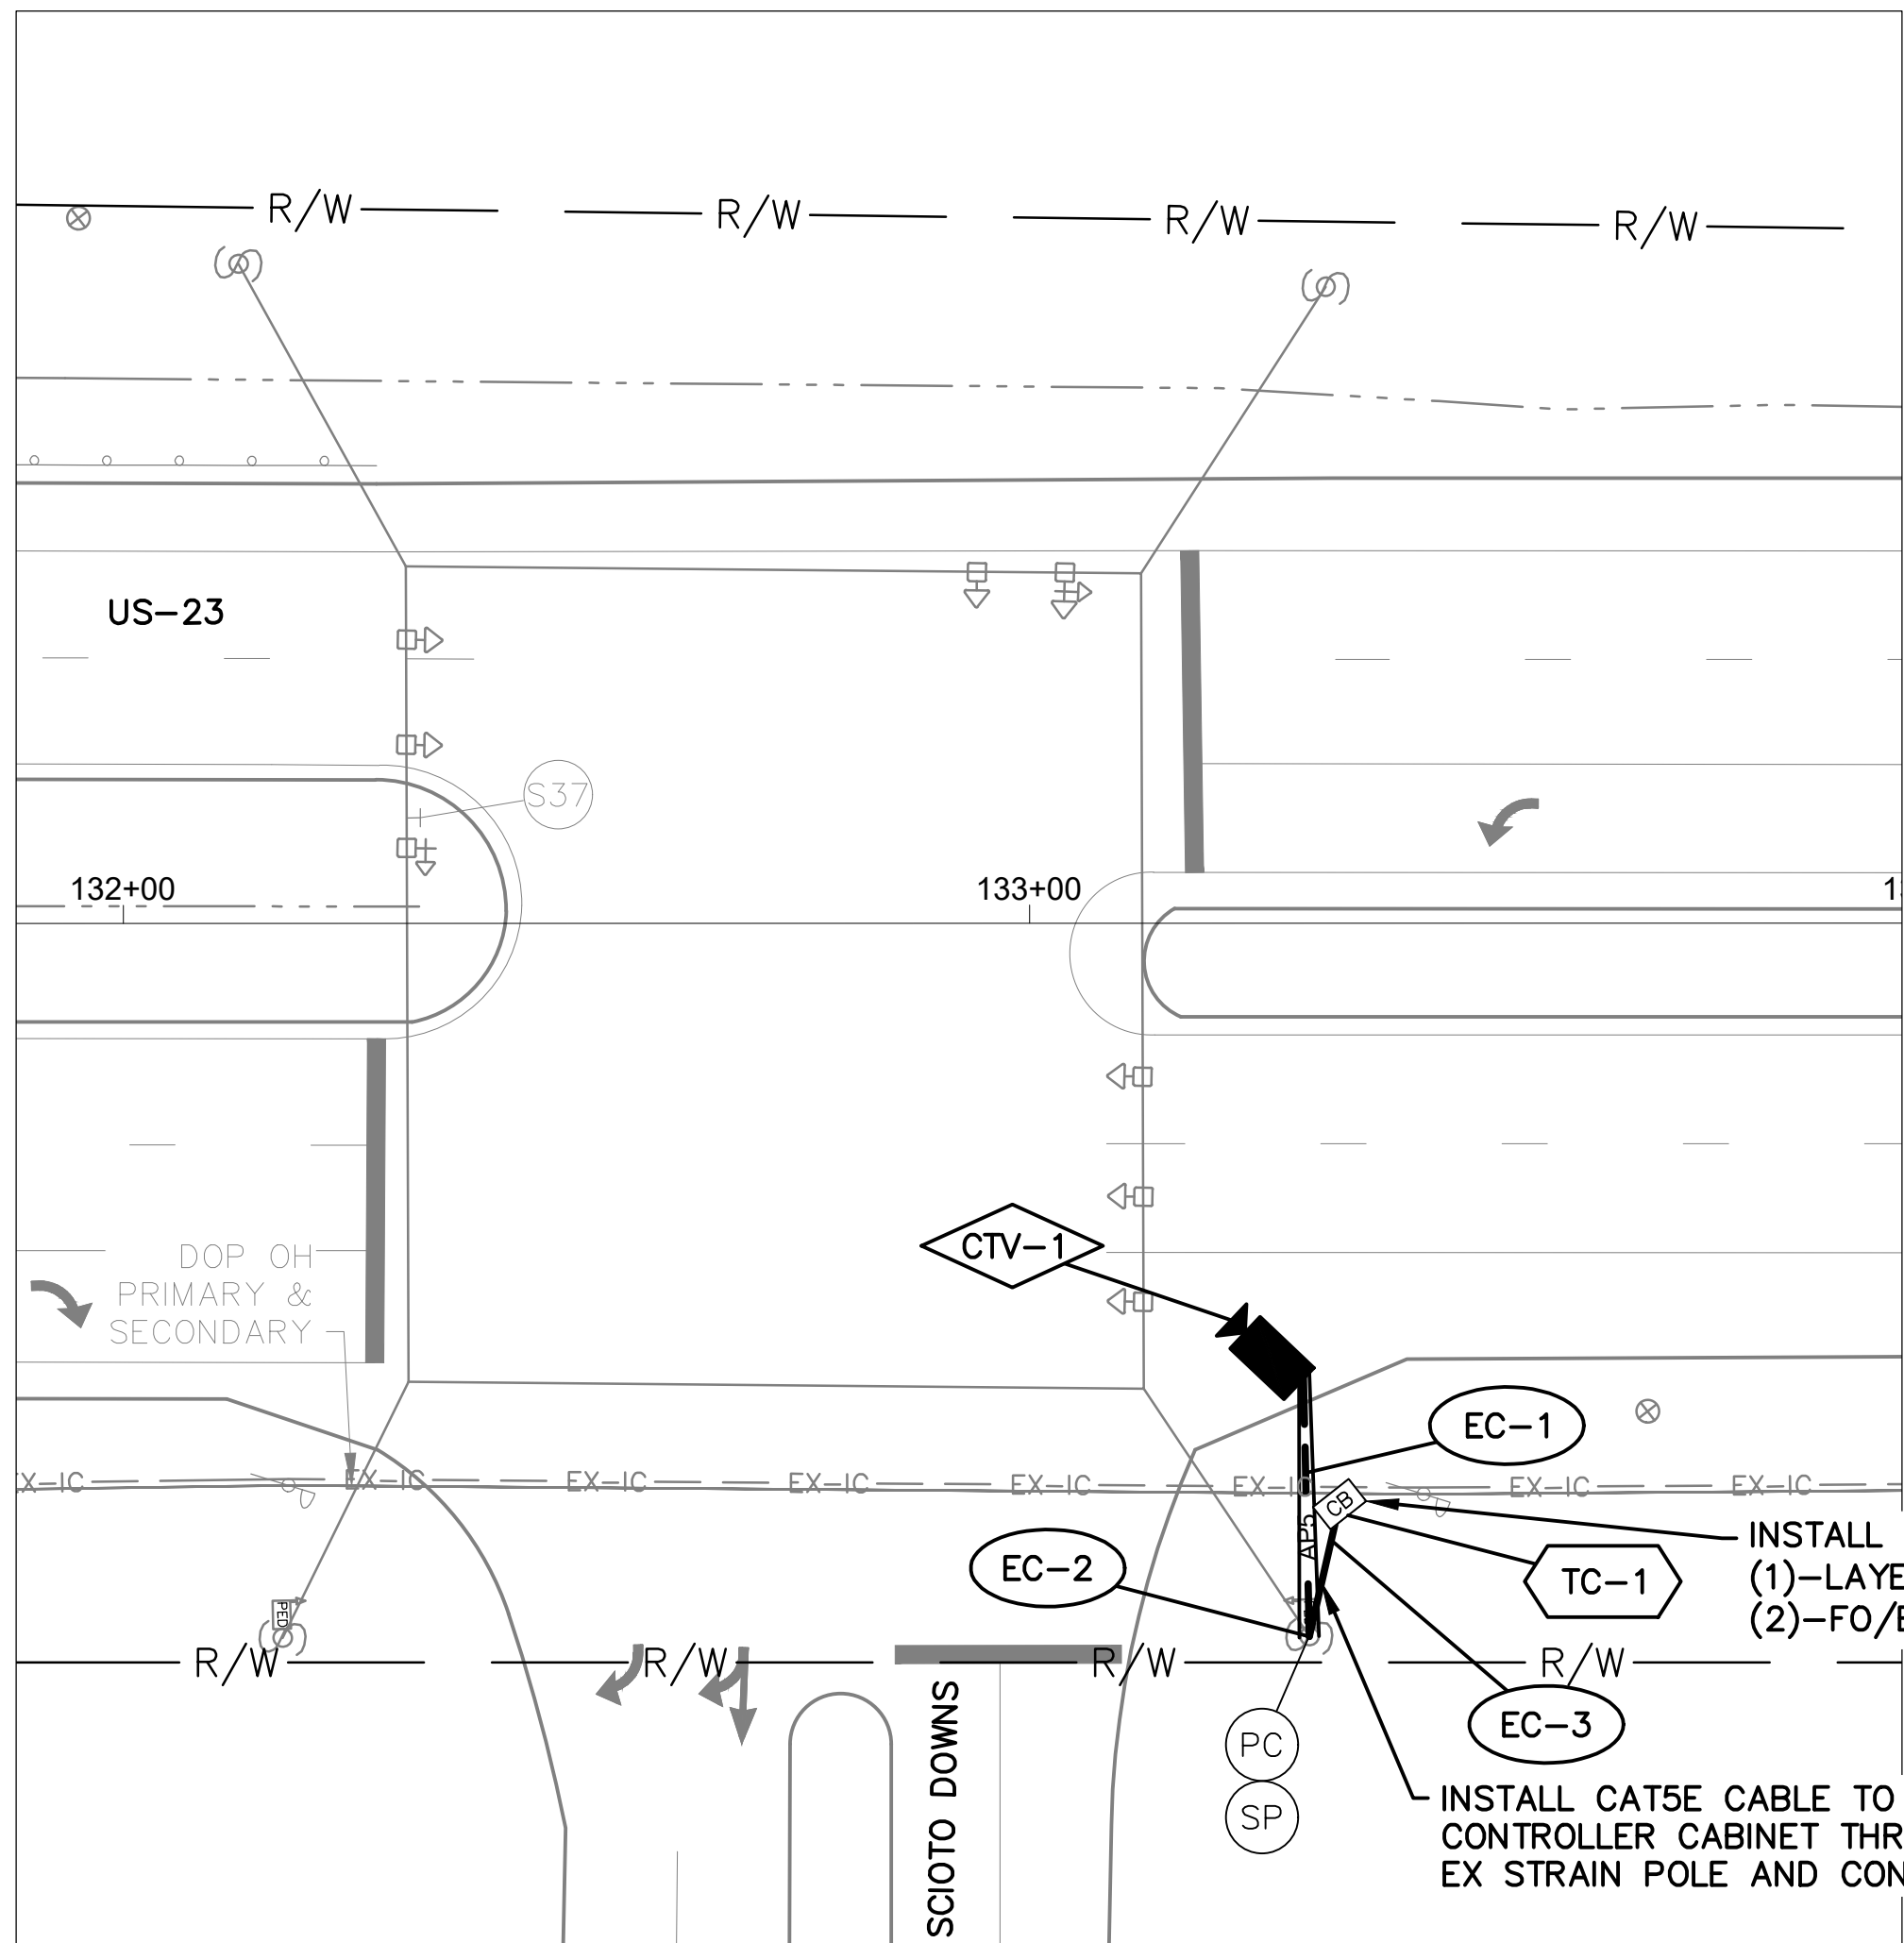 R/W R/W R/W R/W
US-23
S37
132+00 133+00
CTV-1
DOP OH
PRIMARY &
SECONDARY
EC-1
EX-IC EX-IC EX-IC EX-IC EX-IC EX-IC EX-IC
CB
AP5
INSTALL
EC-2
TC-1
(1)-LAYE
(2)-FO/E
PED
R/W R/W R/W R/W
EC-3
PC
SP
SCIOTO DOWNS
INSTALL CAT5E CABLE TO
CONTROLLER CABINET THR
EX STRAIN POLE AND CON